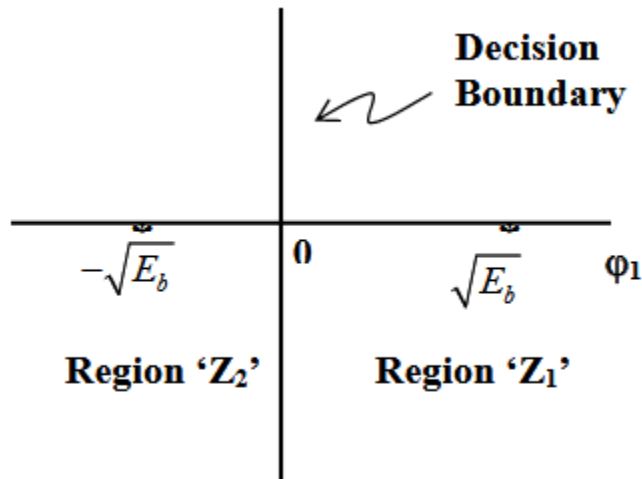 Decision
Boundary
−√E_b
0
√E_b
φ₁
Region ‘Z₂’
Region ‘Z₁’